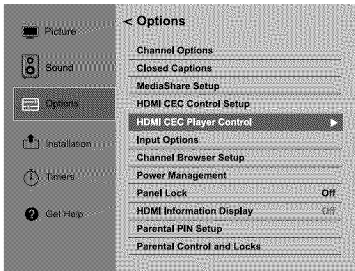 < Options
Picture
Sound
Options
Installation
Timers
Get Help
Channel Options
Closed Captions
MediaShare Setup
HDMI CEC Control Setup
HDMI CEC Player Control
Input Options
Channel Browser Setup
Power Management
Panel Lock Off
HDMI Information Display Off
Parental PIN Setup
Parental Control and Locks